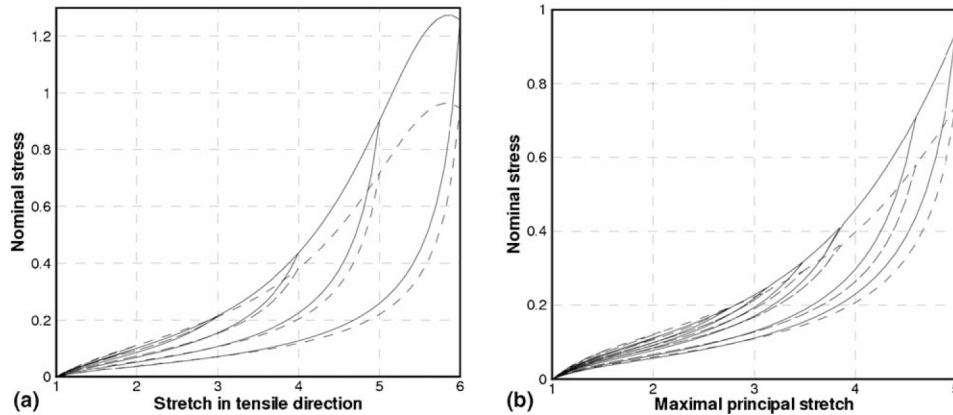 1.2
1
0.8
0.6
0.4
0.2
0
1 2 3 4 5 6
Nominal stress
Stretch in tensile direction
(a)
1
0.8
0.6
0.4
0.2
0
1 2 3 4 5
Nominal stress
Maximal principal stretch
(b)